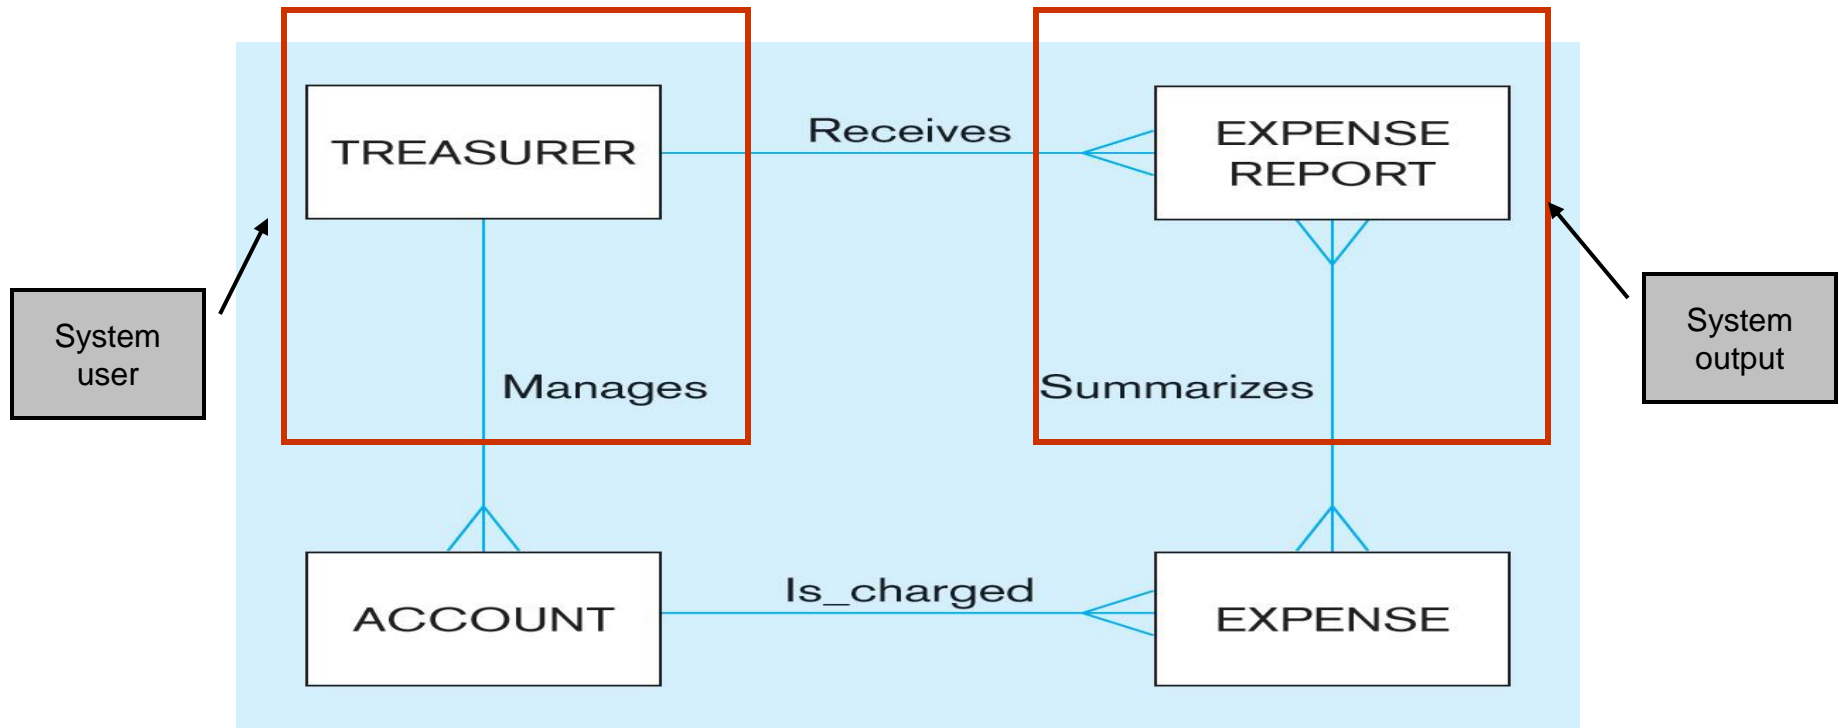 TREASURER
Receives
EXPENSE
REPORT
System
user
System
output
Manages
Summarizes
ACCOUNT
Is_charged
EXPENSE